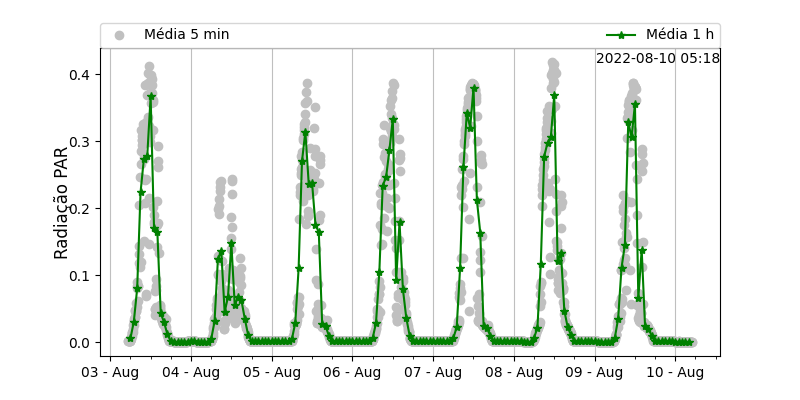 Média 5 min
Média 1 h
2022-08-10 05:18
Radiação PAR
0.4
0.3
0.2
0.1
0.0
03 - Aug
04 - Aug
05 - Aug
06 - Aug
07 - Aug
08 - Aug
09 - Aug
10 - Aug